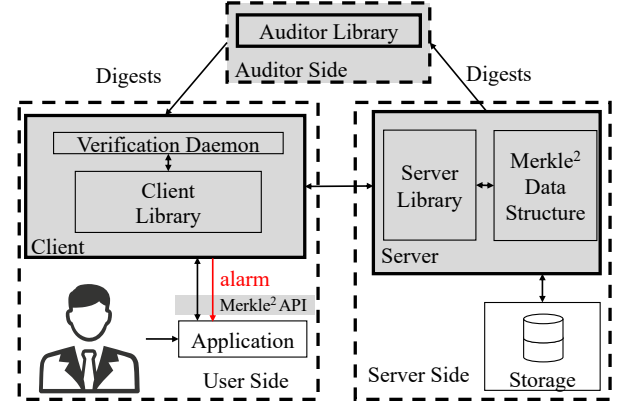 Auditor Library
Auditor Side
Digests
Digests
Verification Daemon
Client
Library
Client
Server
Library
Merkle²
Data
Structure
Server
alarm
Merkle² API
Application
User Side
Server Side
Storage